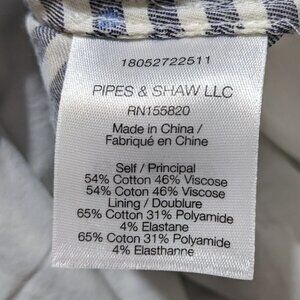 18052722511
PIPES & SHAW LLC
RN155820
Made in China /
Fabriqué en Chine
Self / Principal
54% Cotton 46% Viscose
54% Coton 46% Viscose
Lining / Doublure
65% Cotton 31% Polyamide
4% Elastane
65% Coton 31% Polyamide
4% Elasthanne